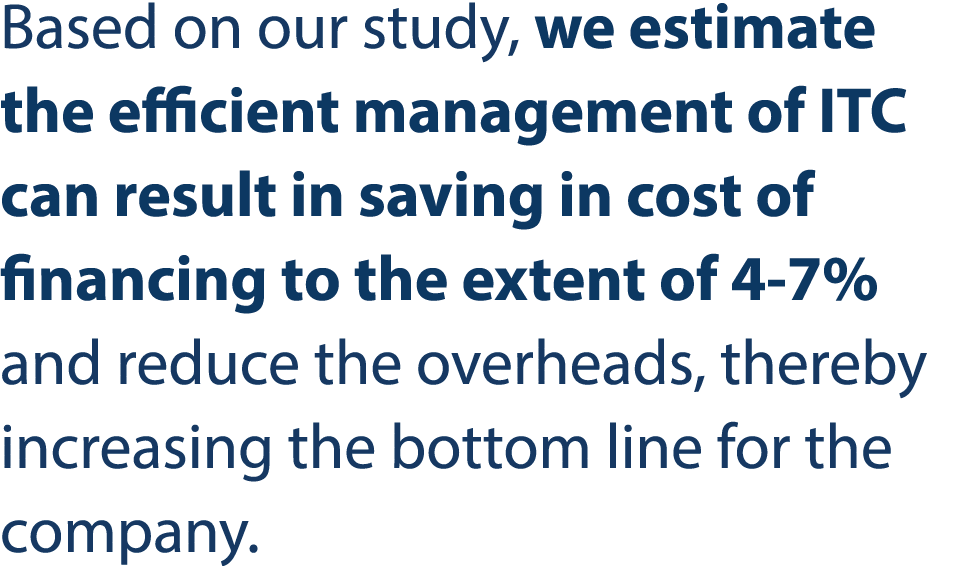 Based on our study, we estimate
the efficient management of ITC
can result in saving in cost of
financing to the extent of 4-7%
and reduce the overheads, thereby
increasing the bottom line for the
company.